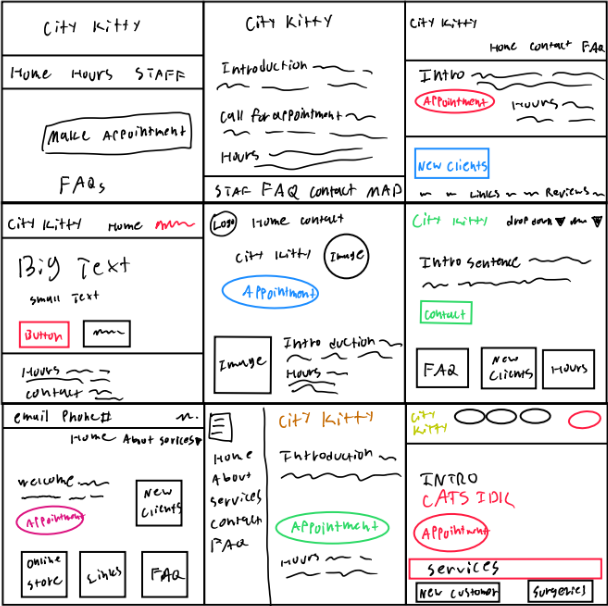 City Kitty
Home Hours STAFF
Make Appointment
FAQs
City Kitty
Introduction
Call for appointment
Hours
STAF FAQ contact MAP
City Kitty
Home Contact FAQ
Intro
Appointment
Hours
New Clients
Links Reviews
City Kitty Home
Big Text
small Text
Button
Hours
contact
Logo Home contact
City Kitty Image
Appointment
Image
Introduction
Hours
City Kitty drop down
Intro sentence
contact
FAQ New Clients Hours
email Phone#
Home About services
welcome
New
Clients
Appointment
Online
Store Links FAQ
City Kitty
Home
About
services
contact
FAQ
Introduction
Appointment
Hours
City
Kitty
INTRO
CATS IDK
Appointment
services
New customer Surgeries